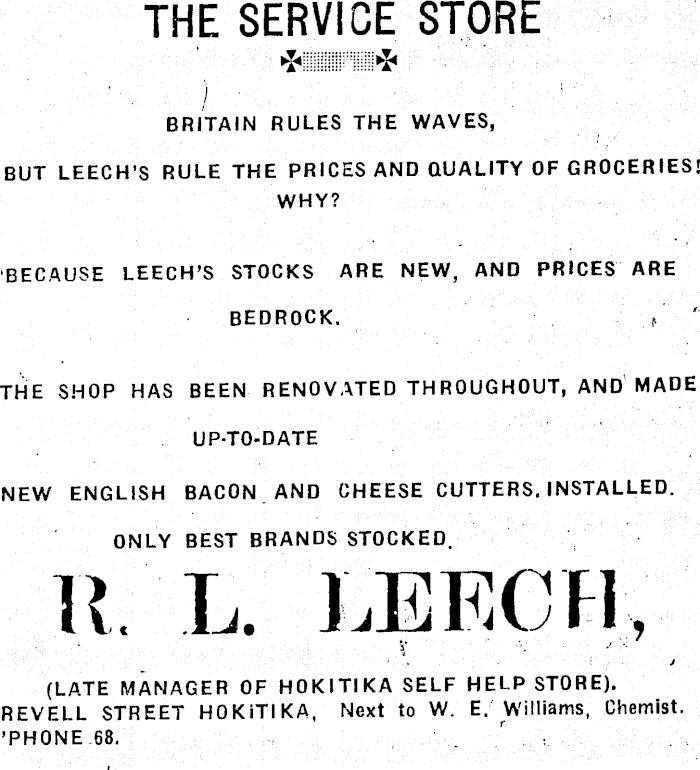 THE SERVICE STORE
BRITAIN RULES THE WAVES,
BUT LEECH'S RULE THE PRICES AND QUALITY OF GROCERIES!
WHY?
BECAUSE LEECH'S STOCKS ARE NEW, AND PRICES ARE
BEDROCK.
THE SHOP HAS BEEN RENOVATED THROUGHOUT, AND MADE
UP-TO-DATE
NEW ENGLISH BACON AND CHEESE CUTTERS. INSTALLED.
ONLY BEST BRANDS STOCKED.
R. L. LEECH,
(LATE MANAGER OF HOKITIKA SELF HELP STORE).
REVELL STREET HOKITIKA, Next to W. E. Williams, Chemist.
'PHONE 68.